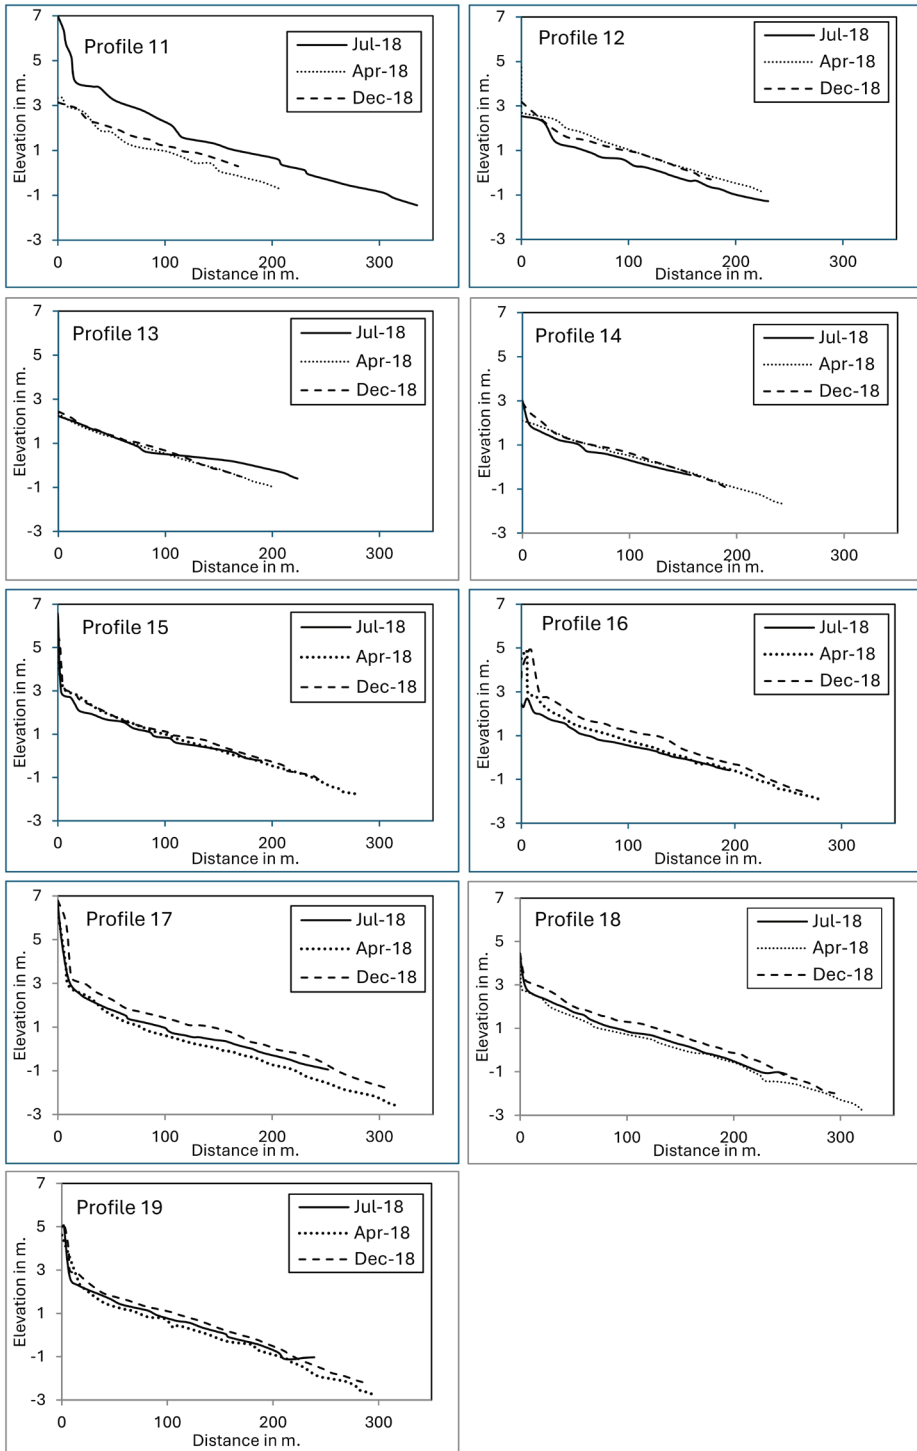 Profile 11
Jul-18
Apr-18
Dec-18
7
5
3
1
-1
-3
Elevation in m.
0
100
200
300
Distance in m.
Profile 12
Jul-18
Apr-18
Dec-18
7
5
3
1
-1
-3
Elevation in m.
0
100
200
300
Distance in m.
Profile 13
Jul-18
Apr-18
Dec-18
7
5
3
1
-1
-3
Elevation in m.
0
100
200
300
Distance in m.
Profile 14
Jul-18
Apr-18
Dec-18
7
5
3
1
-1
-3
Elevation in m.
0
100
200
300
Distance in m.
Profile 15
Jul-18
Apr-18
Dec-18
7
5
3
1
-1
-3
Elevation in m.
0
100
200
300
Distance in m.
Profile 16
Jul-18
Apr-18
Dec-18
7
5
3
1
-1
-3
Elevation in m.
0
100
200
300
Distance in m.
Profile 17
Jul-18
Apr-18
Dec-18
7
5
3
1
-1
-3
Elevation in m.
0
100
200
300
Distance in m.
Profile 18
Jul-18
Apr-18
Dec-18
7
5
3
1
-1
-3
Elevation in m.
0
100
200
300
Distance in m.
Profile 19
Jul-18
Apr-18
Dec-18
7
5
3
1
-1
-3
Elevation in m.
0
100
200
300
Distance in m.